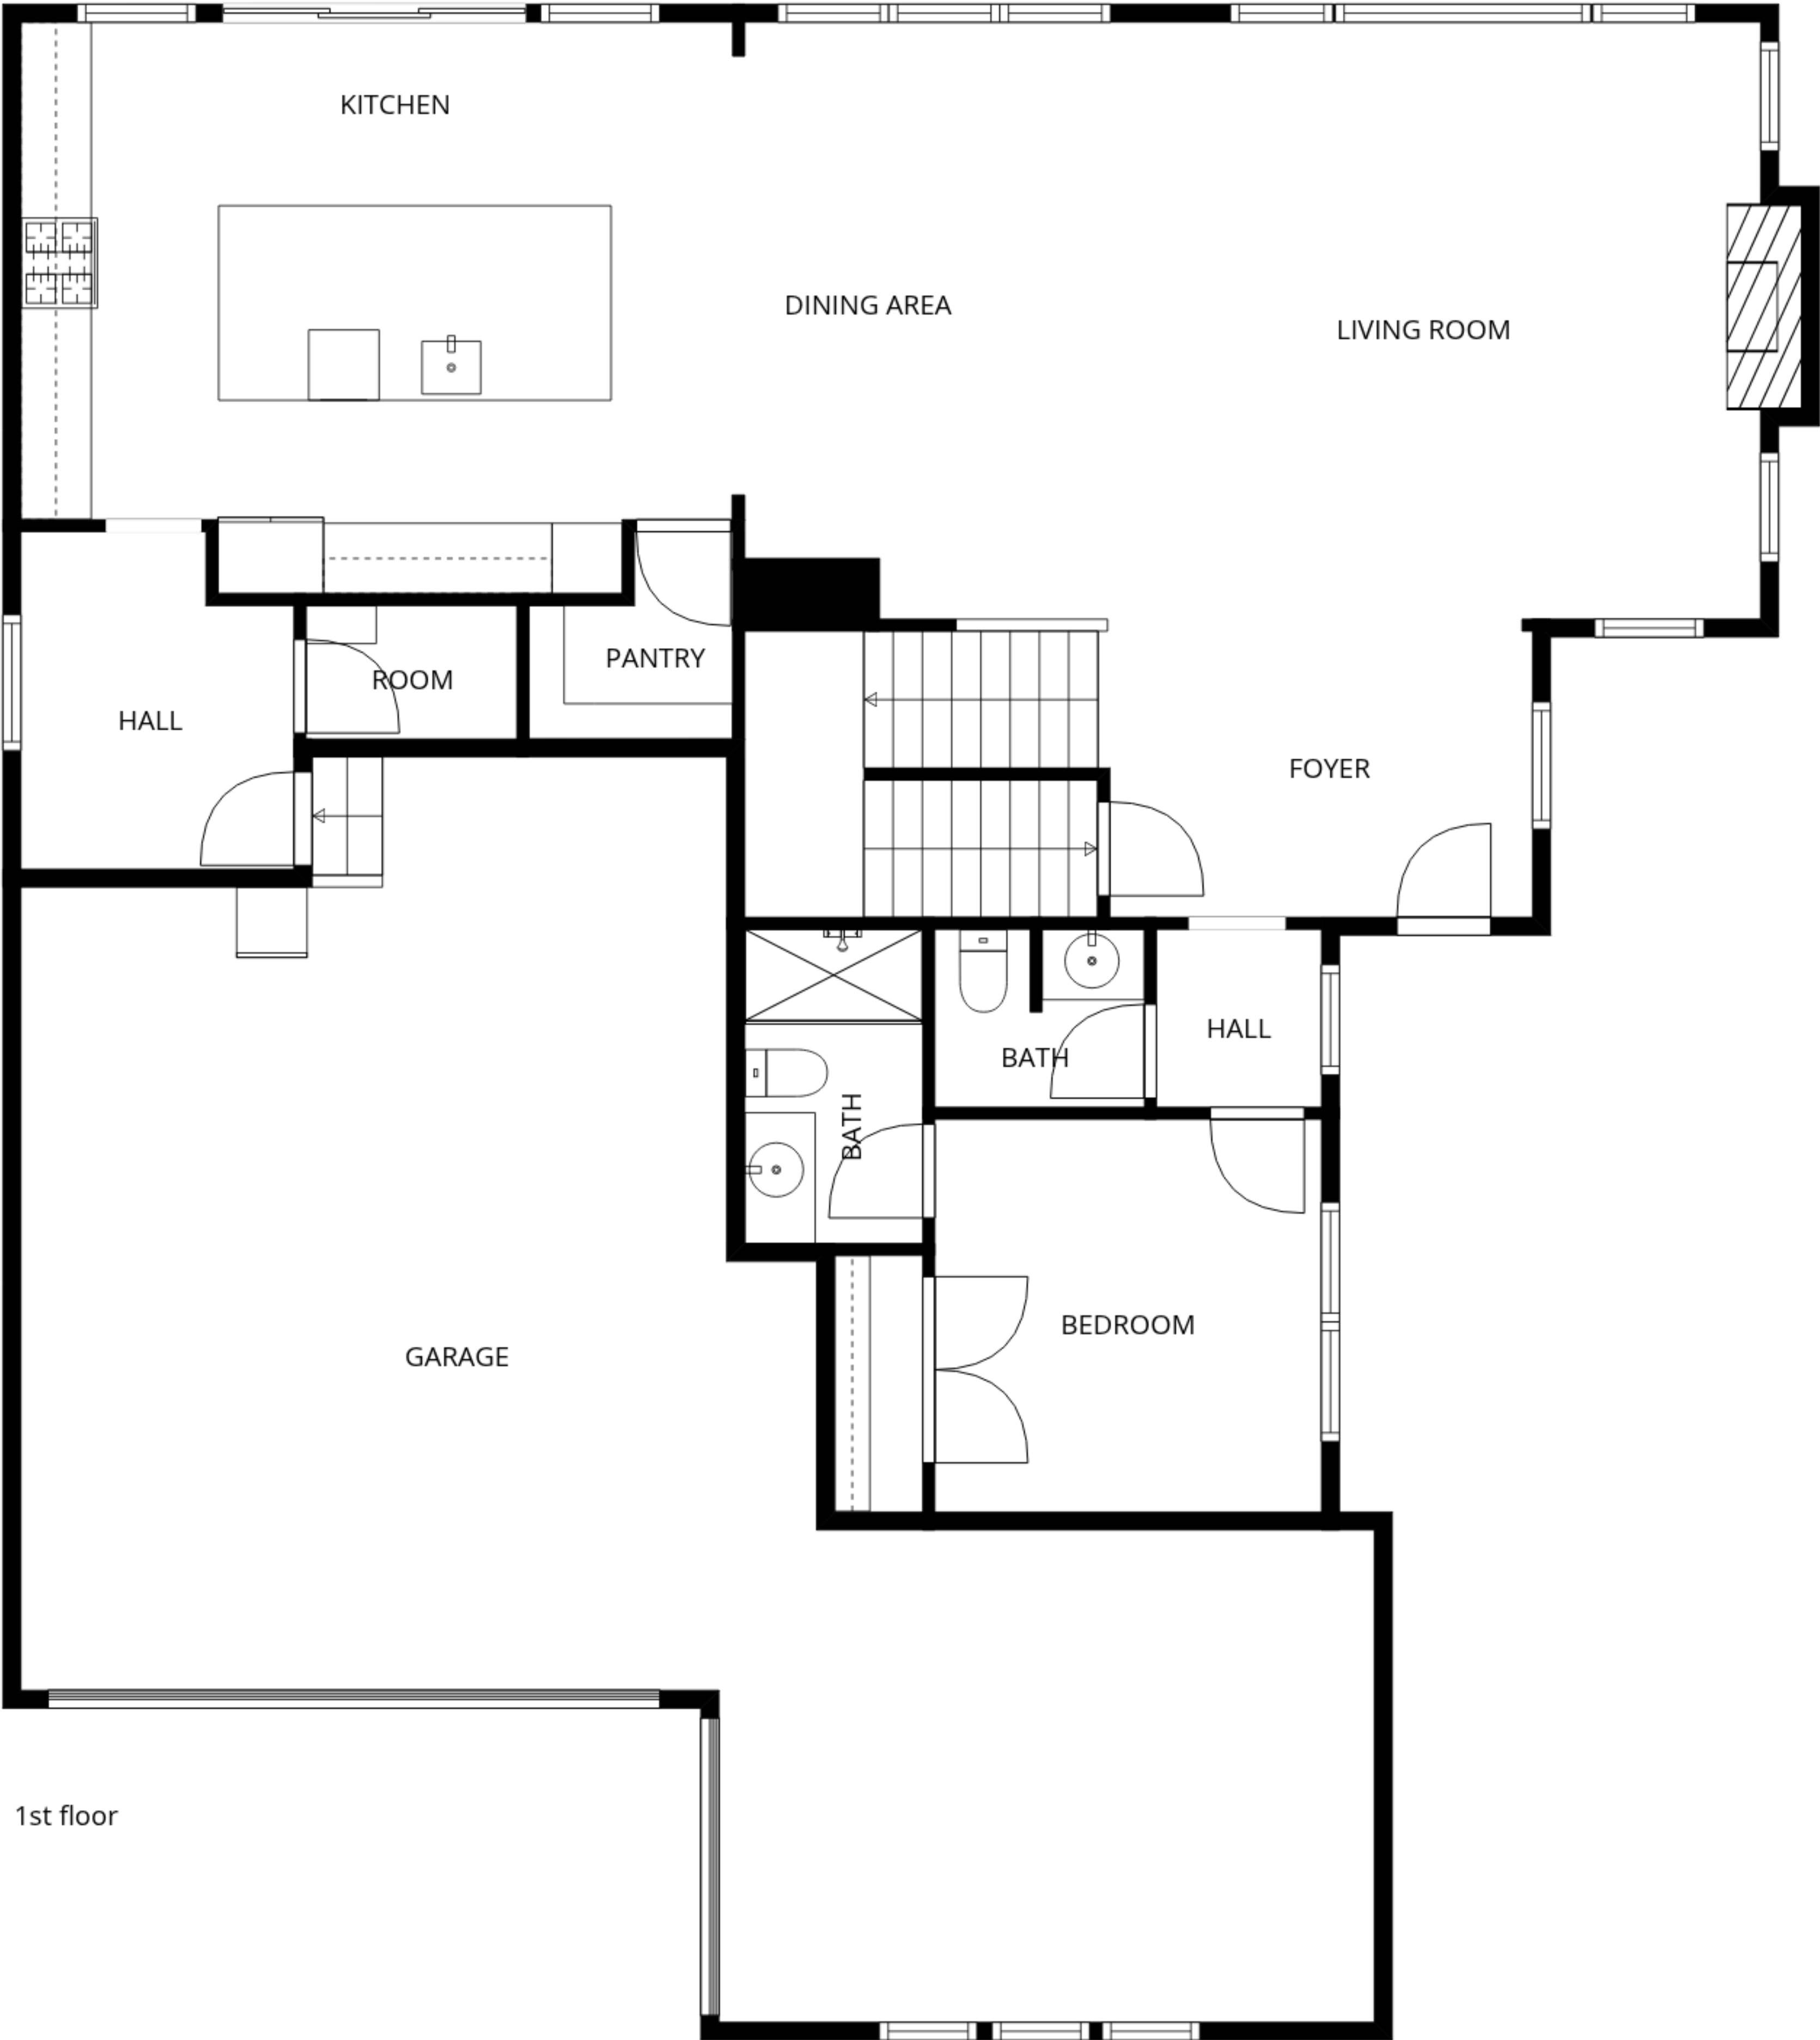 KITCHEN
DINING AREA
LIVING ROOM
PANTRY
ROOM
HALL
FOYER
HALL
BATH
BATH
BEDROOM
GARAGE
1st floor